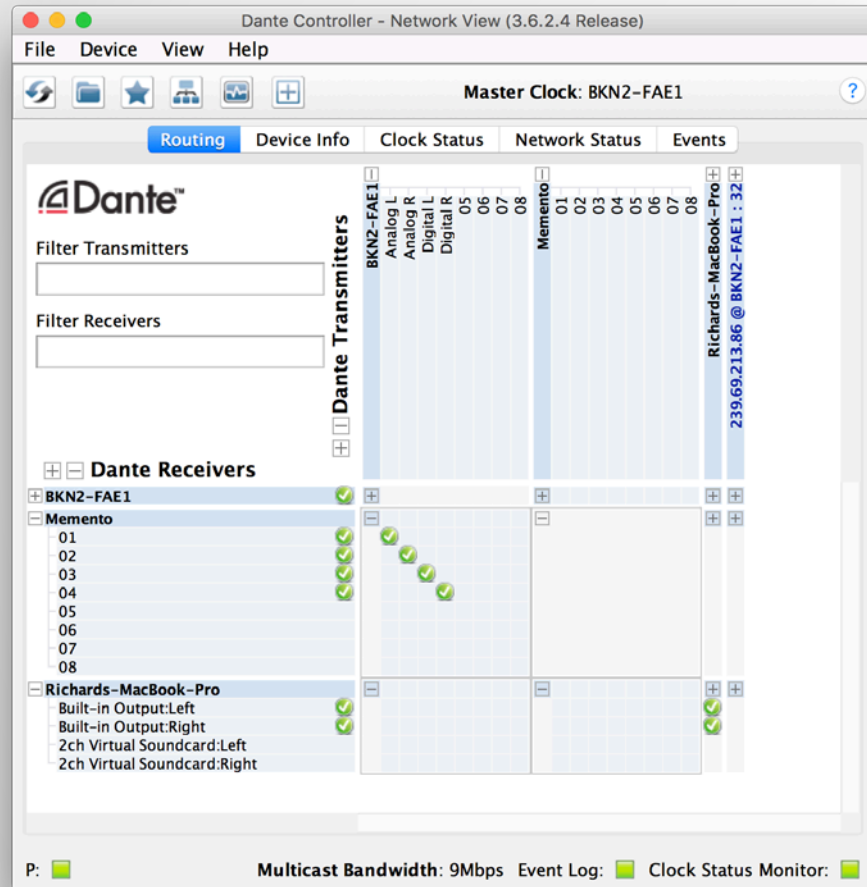 Dante Controller - Network View (3.6.2.4 Release)
File Device View Help
Master Clock: BKN2-FAE1
?
Routing Device Info Clock Status Network Status Events
Dante™
Filter Transmitters
Filter Receivers
Dante Transmitters
BKN2-FAE1
Analog L
Analog R
Digital L
Digital R
05
06
07
08
Memento
01
02
03
04
05
06
07
08
Richards-MacBook-Pro
239.69.213.86 @ BKN2-FAE1 : 32
Dante Receivers
BKN2-FAE1
Memento
01
02
03
04
05
06
07
08
Richards-MacBook-Pro
Built-in Output:Left
Built-in Output:Right
2ch Virtual Soundcard:Left
2ch Virtual Soundcard:Right
P: Multicast Bandwidth: 9Mbps Event Log: Clock Status Monitor: